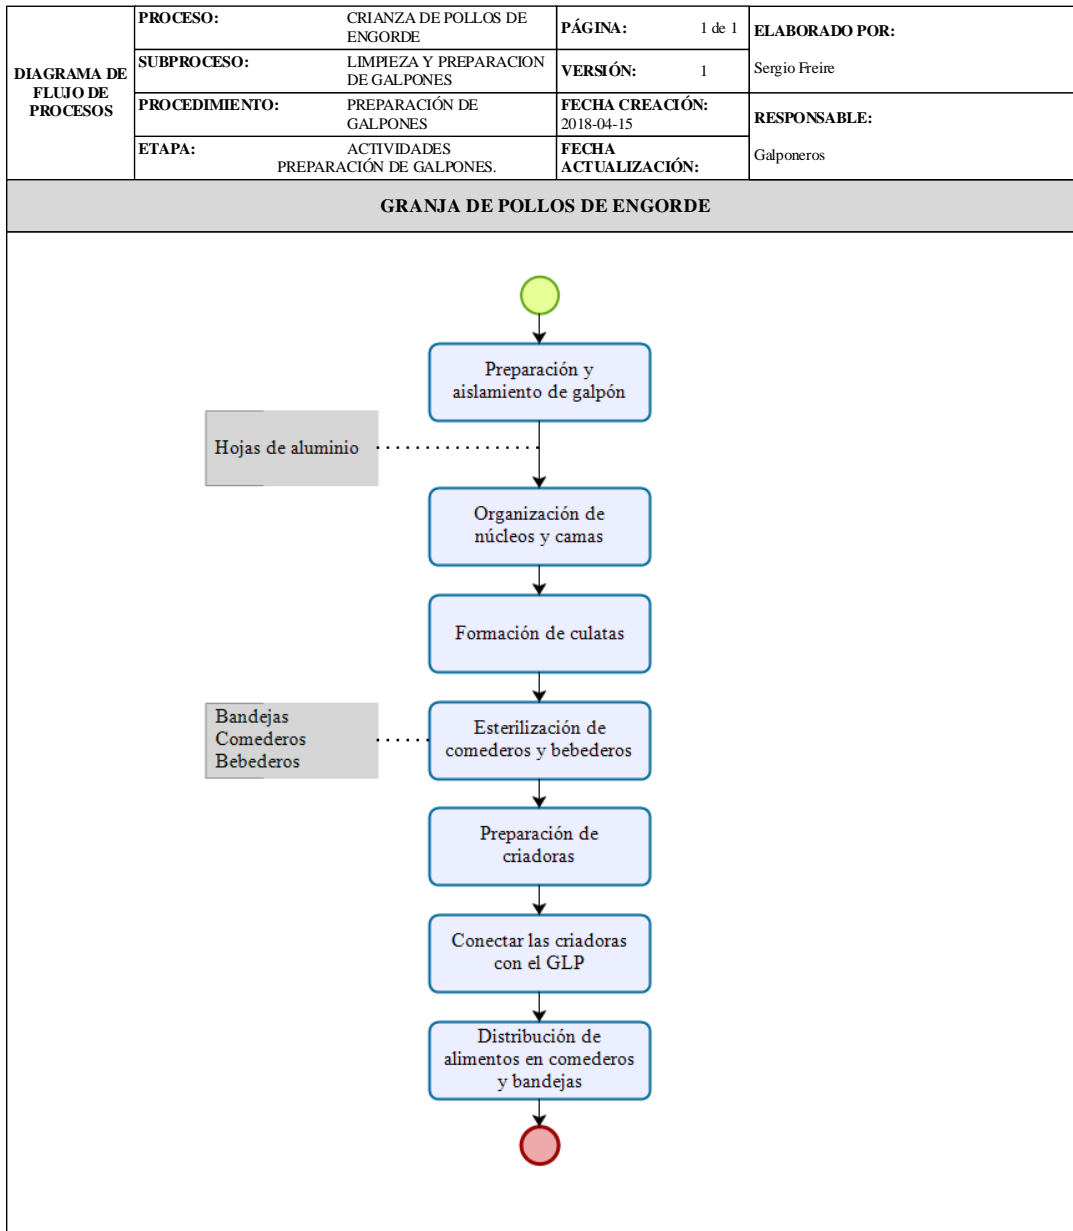 DIAGRAMA DE
FLUJO DE
PROCESOS
PROCESO: CRIANZA DE POLLOS DE
ENGORDE
PÁGINA: 1 de 1
ELABORADO POR:
Sergio Freire
SUBPROCESO: LIMPIEZA Y PREPARACION
DE GALPONES
VERSIÓN: 1
PROCEDIMIENTO: PREPARACIÓN DE
GALPONES
FECHA CREACIÓN:
2018-04-15
RESPONSABLE:
Galponeros
ETAPA: ACTIVIDADES
PREPARACIÓN DE GALPONES.
FECHA
ACTUALIZACIÓN:
GRANJA DE POLLOS DE ENGORDE
Preparación y
aislamiento de galpón
Hojas de aluminio
Organización de
núcleos y camas
Formación de culatas
Bandejas
Comederos
Bebederos
Esterilización de
comederos y bebederos
Preparación de
criadoras
Conectar las criadoras
con el GLP
Distribución de
alimentos en comederos
y bandejas